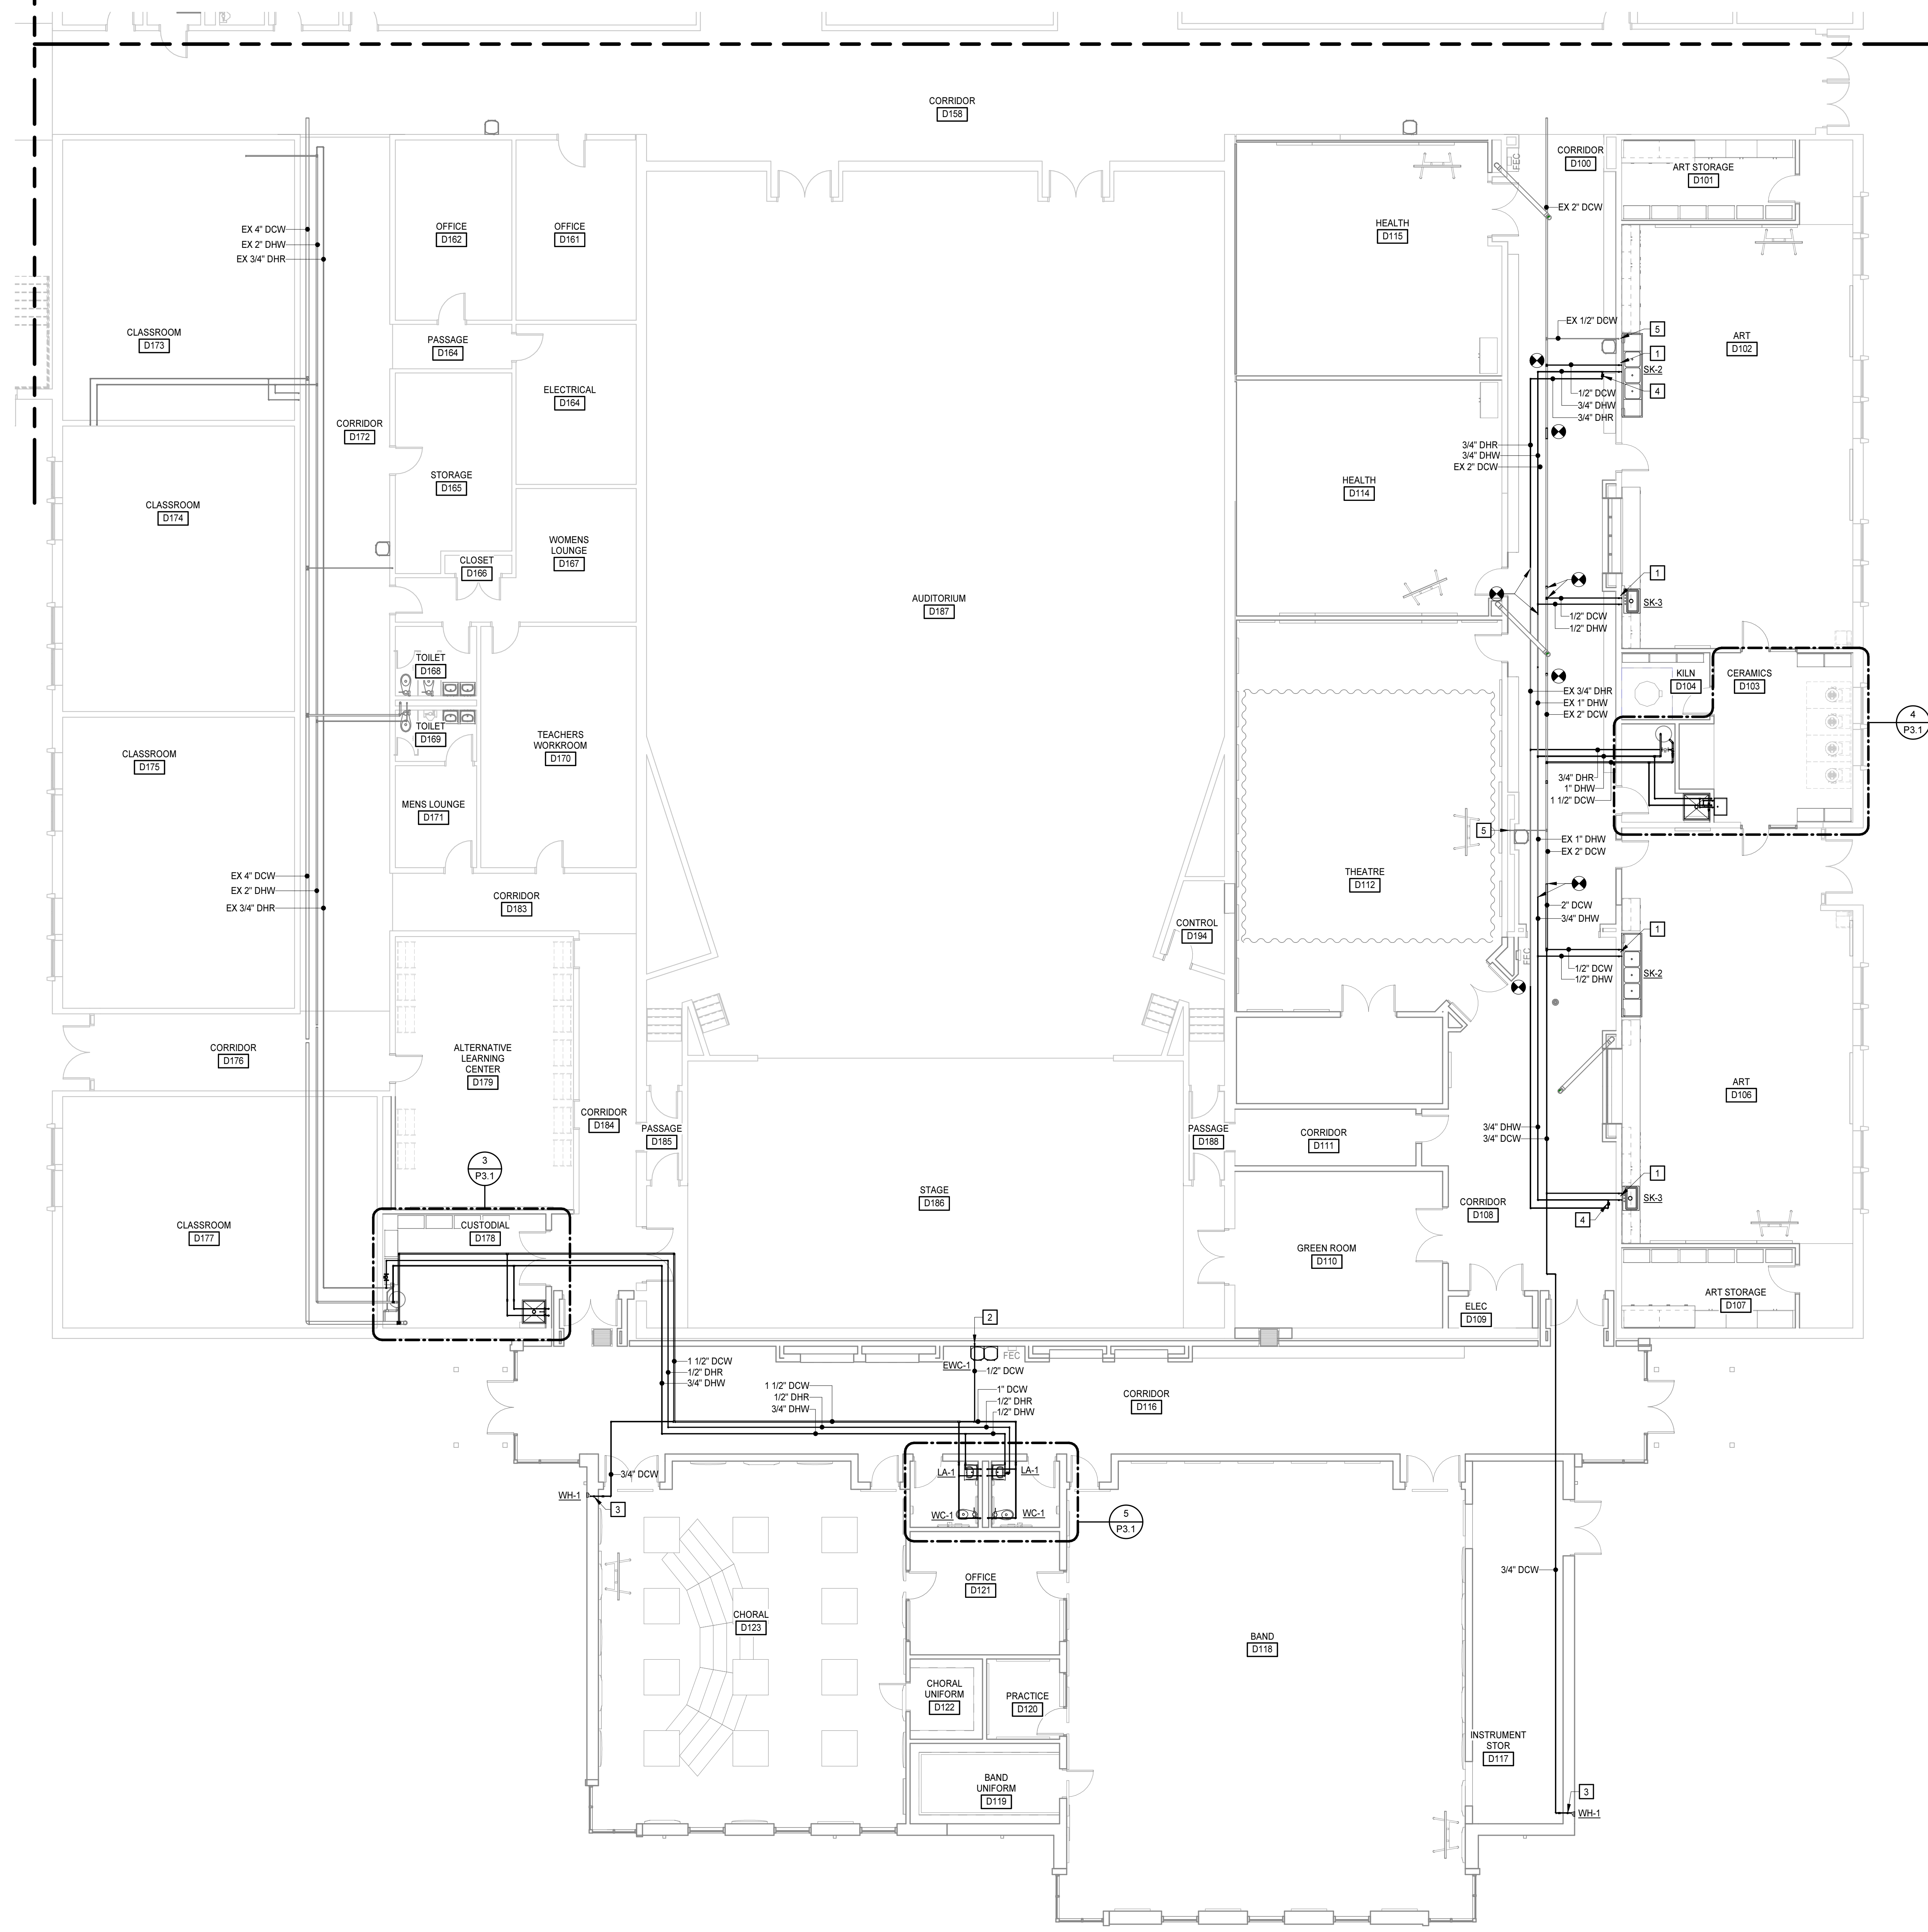 CORRIDOR
D158
EX 4" DCW
EX 2" DHW
EX 3/4" DHR
OFFICE
D162
OFFICE
D161
HEALTH
D115
FEC
CORRIDOR
D100
EX 2" DCW
ART STORAGE
D101
CLASSROOM
D173
PASSAGE
D164
ELECTRICAL
D164
CORRIDOR
D172
EX 1/2" DCW
5
1
SK-2
4
ART
D102
1/2" DCW
3/4" DHW
3/4" DHR
3/4" DHR
3/4" DHW
EX 2" DCW
STORAGE
D165
HEALTH
D114
CLASSROOM
D174
WOMENS
LOUNGE
D167
CLOSET
D166
AUDITORIUM
D187
1
SK-3
1/2" DCW
1/2" DHW
TOILET
D168
TOILET
D169
TEACHERS
WORKROOM
D170
KILN
D104
CERAMICS
D103
EX 3/4" DHR
EX 1" DHW
EX 2" DCW
4
P3.1
CLASSROOM
D175
3/4" DHR
1" DHW
1 1/2" DCW
MENS LOUNGE
D171
5
EX 1" DHW
EX 2" DCW
EX 4" DCW
EX 2" DHW
EX 3/4" DHR
CORRIDOR
D183
THEATRE
D112
CONTROL
D194
2" DCW
3/4" DHW
1
FEC
1/2" DCW
1/2" DHW
SK-2
CORRIDOR
D176
ALTERNATIVE
LEARNING
CENTER
D179
CORRIDOR
D184
PASSAGE
D185
PASSAGE
D188
CORRIDOR
D111
ART
D106
3/4" DHW
3/4" DCW
3
P3.1
1
SK-3
4
STAGE
D186
CORRIDOR
D108
CLASSROOM
D177
CUSTODIAL
D178
GREEN ROOM
D110
ELEC
D109
ART STORAGE
D107
2
EWC-1
FEC
1/2" DCW
1 1/2" DCW
1/2" DHR
3/4" DHW
1 1/2" DCW
1/2" DHR
3/4" DHW
1" DCW
1/2" DHR
1/2" DHW
CORRIDOR
D116
3/4" DCW
WH-1
3
LA-1
LA-1
WC-1
WC-1
5
P3.1
OFFICE
D121
3/4" DCW
CHORAL
D123
BAND
D118
CHORAL
UNIFORM
D122
PRACTICE
D120
INSTRUMENT
STOR
D117
BAND
UNIFORM
D119
3
WH-1